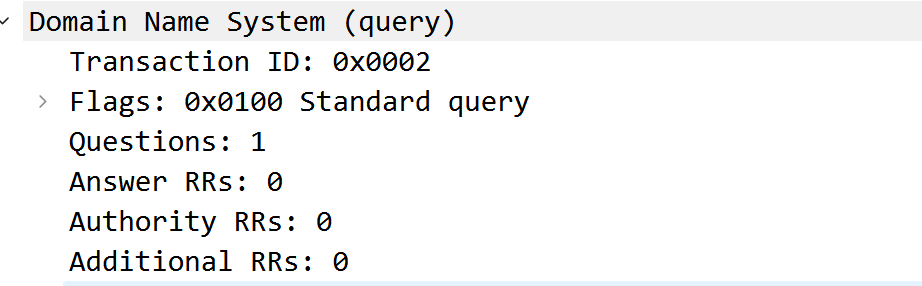 Domain Name System (query)
Transaction ID: 0x0002
Flags: 0x0100 Standard query
Questions: 1
Answer RRs: 0
Authority RRs: 0
Additional RRs: 0